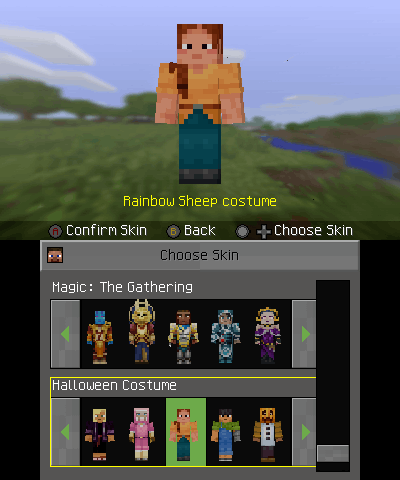 Rainbow Sheep costume
A Confirm Skin B Back Choose Skin
Choose Skin
Magic: The Gathering
Halloween Costume